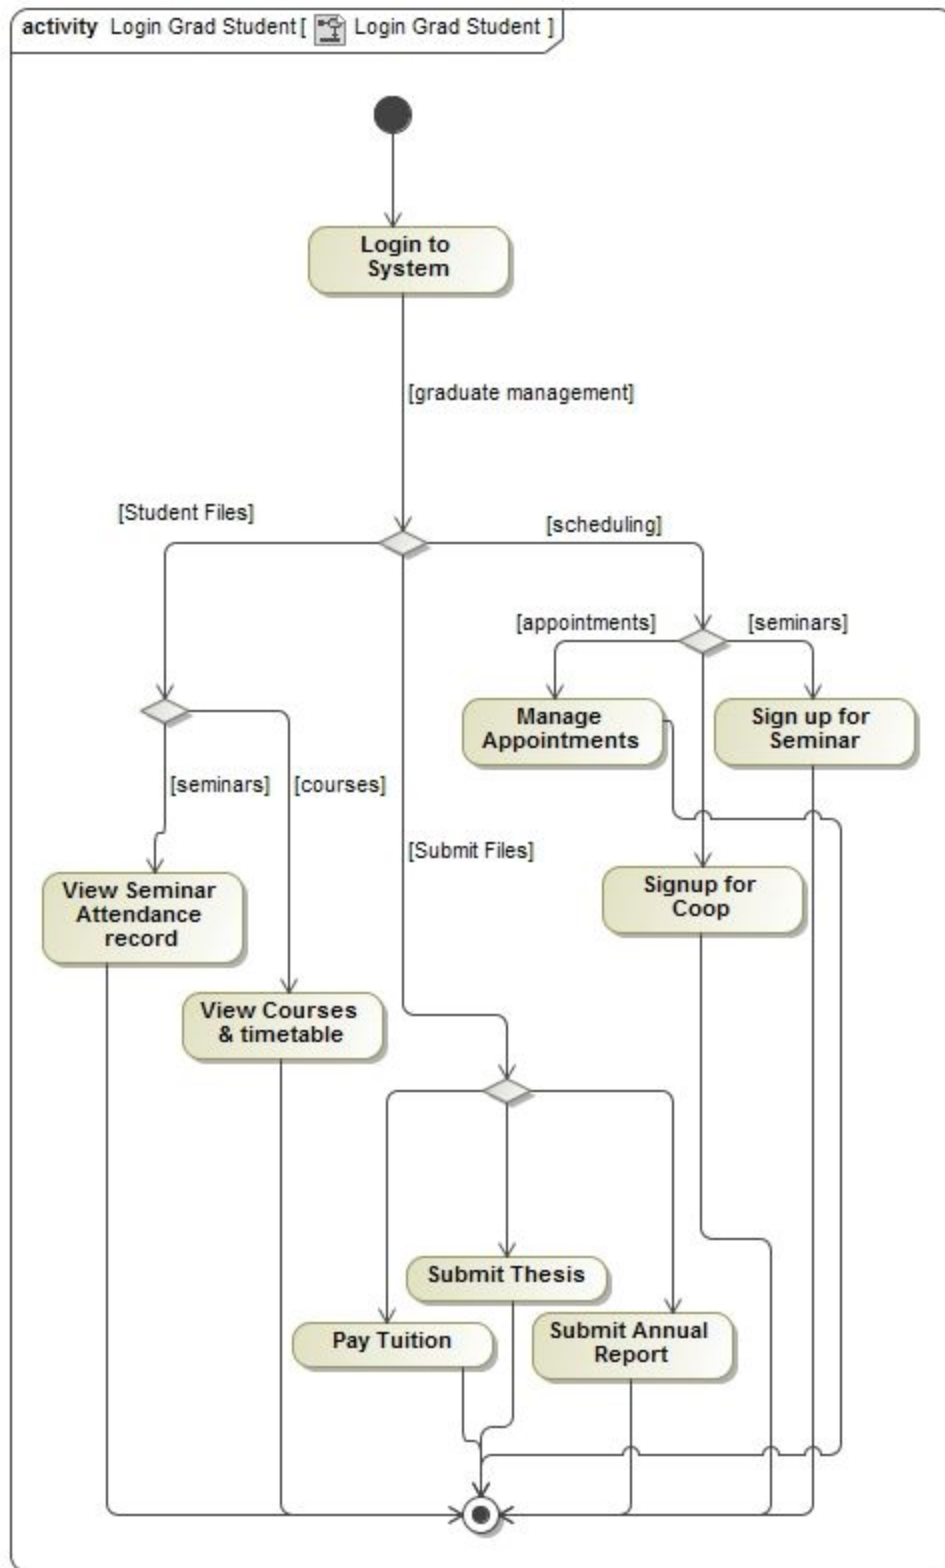 activity Login Grad Student [ Login Grad Student ]
Login to
System
[graduate management]
[Student Files]
[scheduling]
[appointments]
[seminars]
Manage
Appointments
Sign up for
Seminar
[seminars]
[courses]
[Submit Files]
View Seminar
Attendance
record
Signup for
Coop
View Courses
& timetable
Submit Thesis
Pay Tuition
Submit Annual
Report